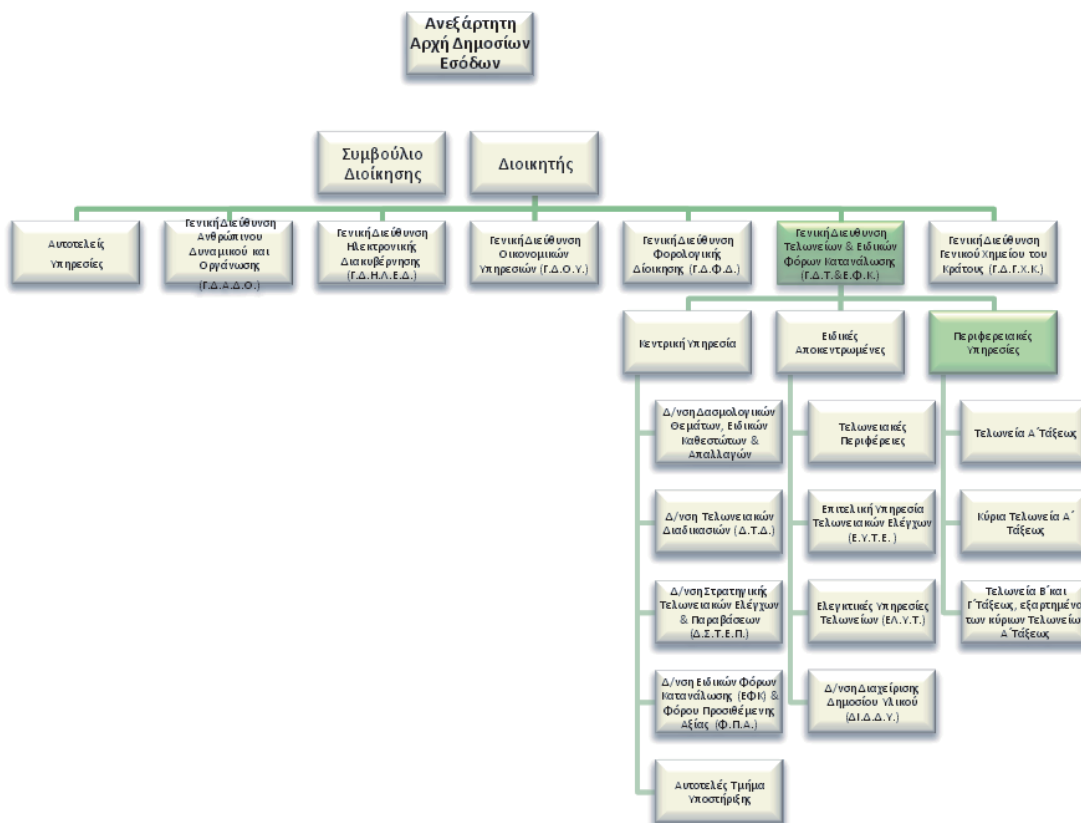 Ανεξάρτητη
Αρχή Δημοσίων
Εσόδων
Συμβούλιο
Διοίκησης
Διοικητής
Αυτοτελείς
Υπηρεσίες
Γενική Διεύθυνση
Ανθρώπινου
Δυναμικού και
Οργάνωσης
(Γ.Δ.Α.Δ.Ο.)
Γενική Διεύθυνση
Ηλεκτρονικής
Διακυβέρνησης
(Γ.Δ.Η.Λ.Ε.Δ.)
Γενική Διεύθυνση
Οικονομικών
Υπηρεσιών (Γ.Δ.Ο.Υ.)
Γενική Διεύθυνση
Φορολογικής
Δίοικησης (Γ.Δ.Φ.Δ.)
Γενική Διευθυνση
Τελωνείων & Ειδικών
Φόρων Κατανάλωσης
(Γ.Δ.Τ.&Ε.Φ.Κ.)
Γενική Διεύθυνση
Γενικού Χημείου του
Κράτους (Γ.Δ.Γ.Χ.Κ.)
Κεντρική Υπηρεσία
Ειδικές
Αποκεντρωμένες
Περιφερειακές
Υπηρεσίες
Δ/νση Δασμολογικών
Θεμάτων, Ειδικών
Καθεστώτων &
Απαλλαγών
Τελωνειακές
Περιφέρειες
Τελωνεία Α΄Τάξεως
Δ/νση Τελωνειακών
Διαδικασιών (Δ.Τ.Δ.)
Επιτελική Υπηρεσία
Τελωνειακών Ελέγχων
(Ε.Υ.Τ.Ε. )
Κύρια Τελωνεία Α΄
Τάξεως
Δ/νση Στρατηγικής
Τελωνειακών Ελέγχων
& Παραβάσεων
(Δ.Σ.Τ.Ε.Π.)
Ελεγκτικές Υπηρεσίες
Τελωνείων (ΕΛ.Υ.Τ.)
Τελωνεία Β΄και
Γ΄Τάξεως, εξαρτημένα
των κύριων Τελωνείων
Α΄Τάξεως
Δ/νση Ειδικών Φόρων
Κατανάλωσης (ΕΦΚ) &
Φόρου Προστιθέμενης
Αξίας (Φ.Π.Α.)
Δ/νση Διαχείρισης
Δημοσίου Υλικού
(ΔΙ.Δ.Δ.Υ.)
Αυτοτελές Τμήμα
Υποστήριξης